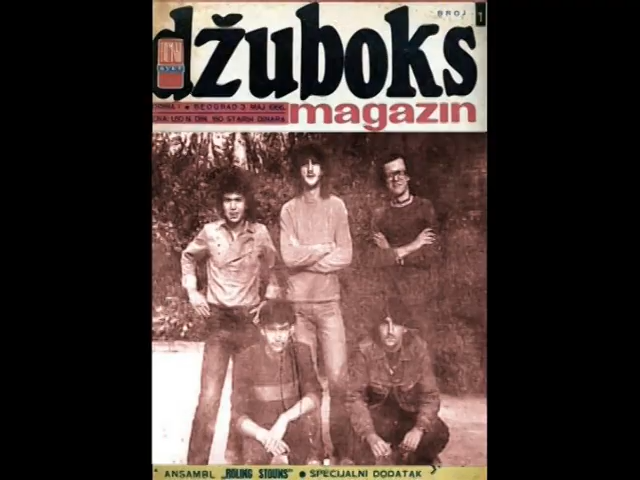 BROJ 1
džuboks
magazin
GODINA I • BEOGRAD 3. MAJ 1966.
CENA: 1,50 N. DIN. 150 STARIH DINARA
ANSAMBL „ROLING STOUNS" • SPECIJALNI DODATAK